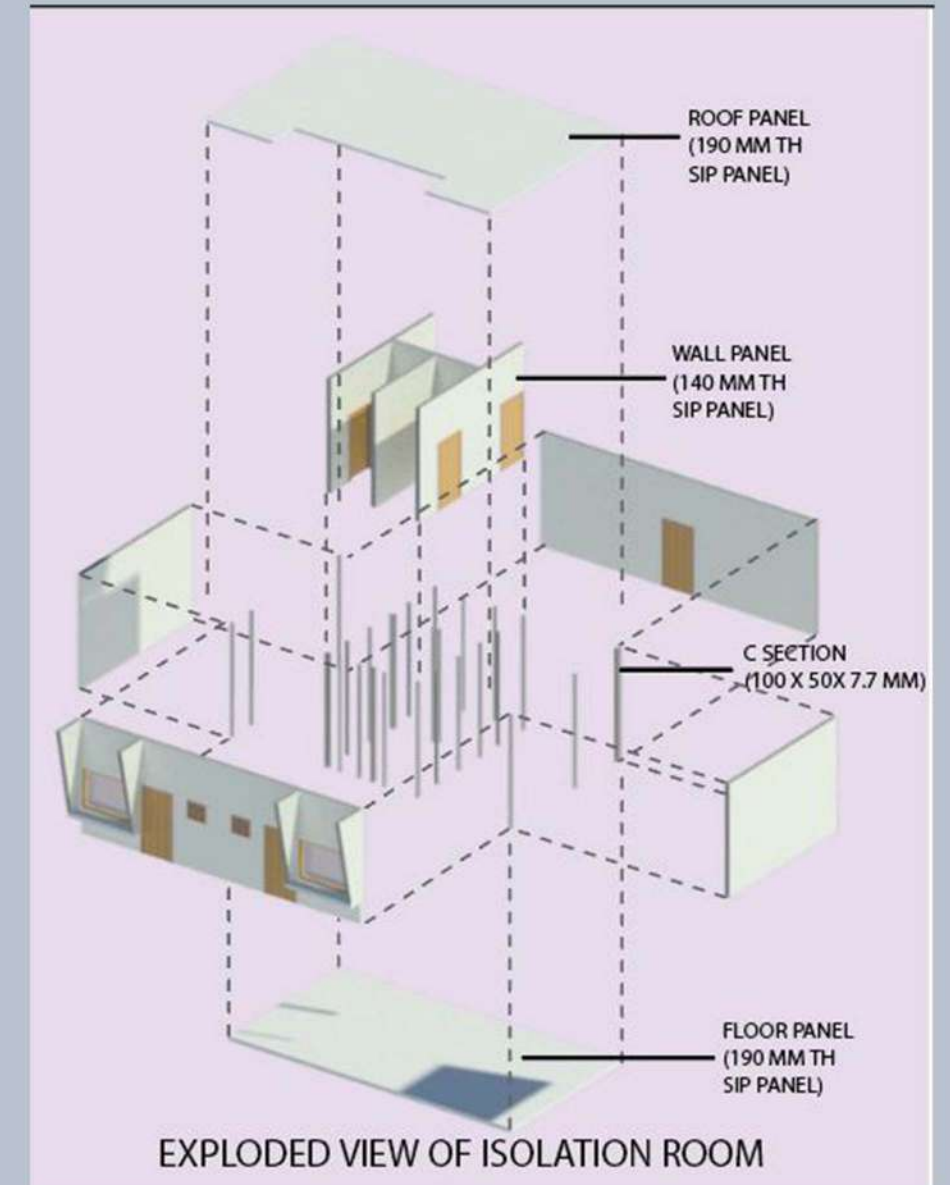 ROOF PANEL
(190 MM TH
SIP PANEL)
WALL PANEL
(140 MM TH
SIP PANEL)
C SECTION
(100 X 50X 7.7 MM)
FLOOR PANEL
(190 MM TH
SIP PANEL)
EXPLODED VIEW OF ISOLATION ROOM